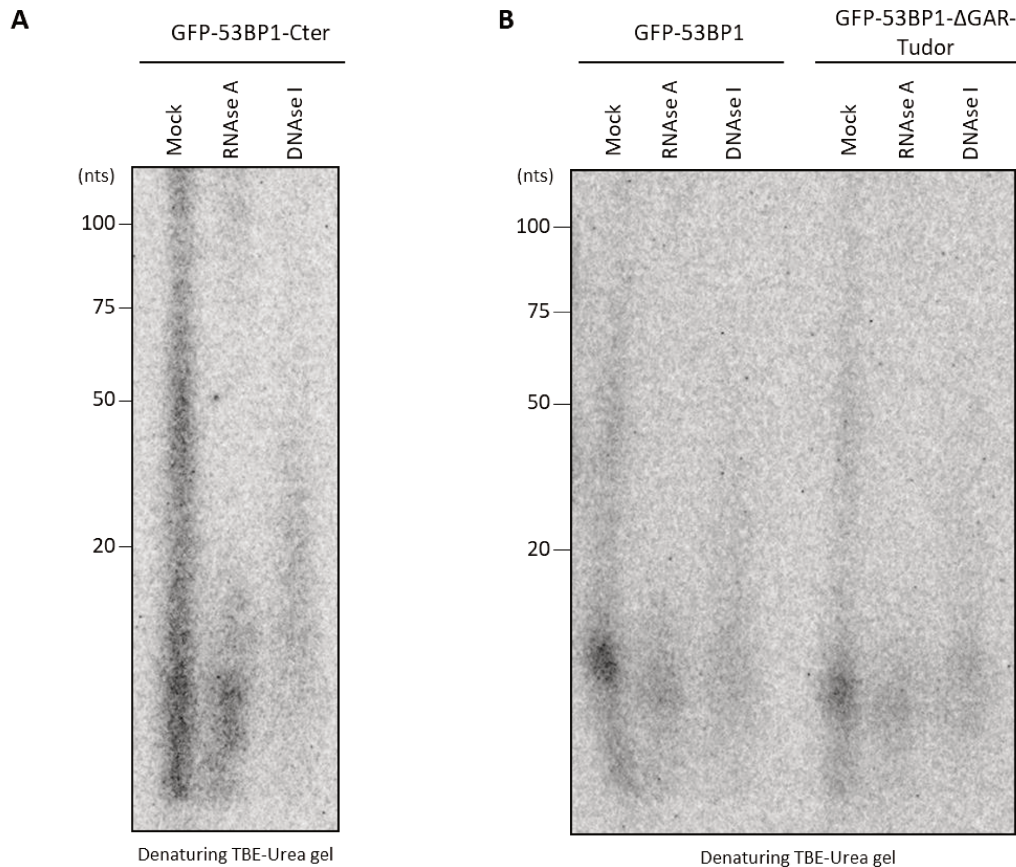 A
GFP-53BP1-Cter
Mock
RNAse A
DNAse I
(nts)
100
75
50
20
Denaturing TBE-Urea gel
B
GFP-53BP1
GFP-53BP1-ΔGAR-
Tudor
Mock
RNAse A
DNAse I
Mock
RNAse A
DNAse I
(nts)
100
75
50
20
Denaturing TBE-Urea gel